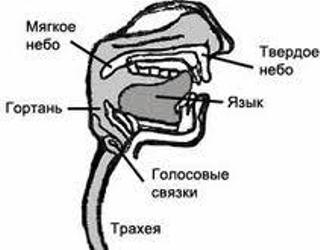 Мягкое
небо
Твердое
небо
Гортань
Язык
Голосовые
связки
Трахея